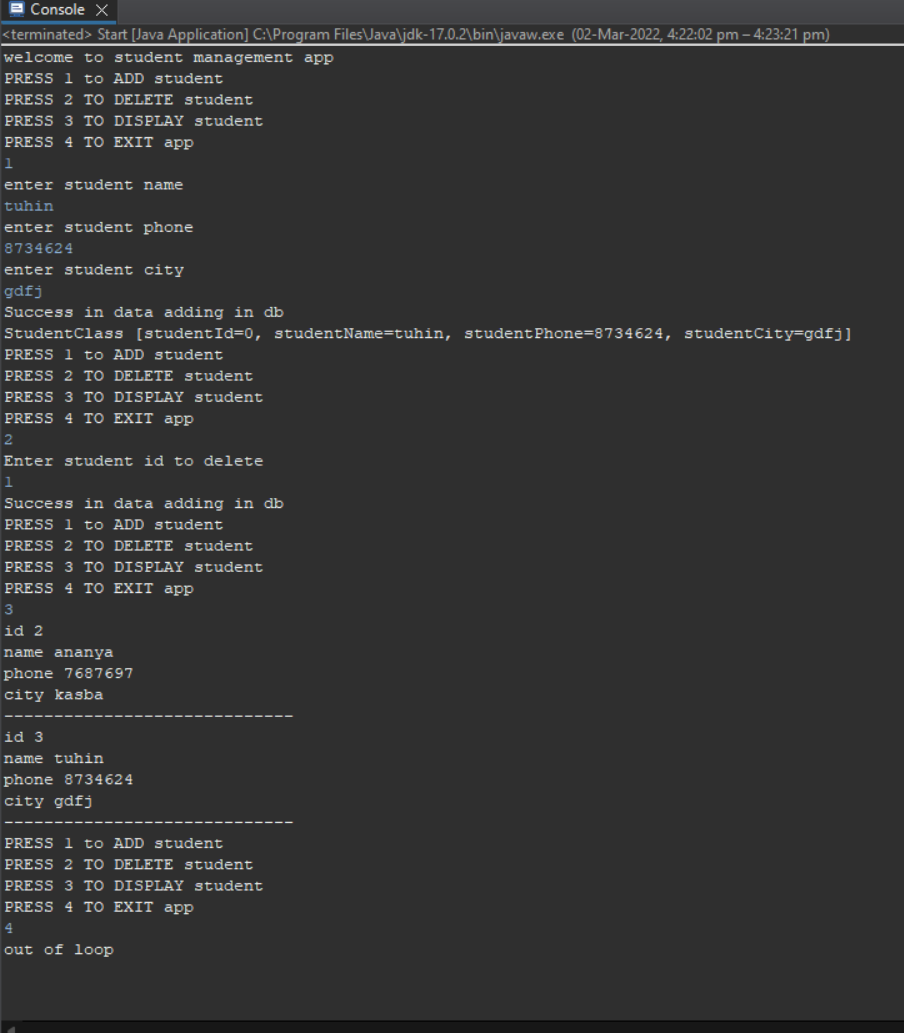 Console
<terminated> Start [Java Application] C:\Program Files\Java\jdk-17.0.2\bin\javaw.exe (02-Mar-2022, 4:22:02 pm – 4:23:21 pm)
welcome to student management app
PRESS 1 to ADD student
PRESS 2 TO DELETE student
PRESS 3 TO DISPLAY student
PRESS 4 TO EXIT app
1
enter student name
tuhin
enter student phone
8734624
enter student city
gdfj
Success in data adding in db
StudentClass [studentId=0, studentName=tuhin, studentPhone=8734624, studentCity=gdfj]
PRESS 1 to ADD student
PRESS 2 TO DELETE student
PRESS 3 TO DISPLAY student
PRESS 4 TO EXIT app
2
Enter student id to delete
1
Success in data adding in db
PRESS 1 to ADD student
PRESS 2 TO DELETE student
PRESS 3 TO DISPLAY student
PRESS 4 TO EXIT app
3
id 2
name ananya
phone 7687697
city kasba
-----------------------------
id 3
name tuhin
phone 8734624
city gdfj
-----------------------------
PRESS 1 to ADD student
PRESS 2 TO DELETE student
PRESS 3 TO DISPLAY student
PRESS 4 TO EXIT app
4
out of loop